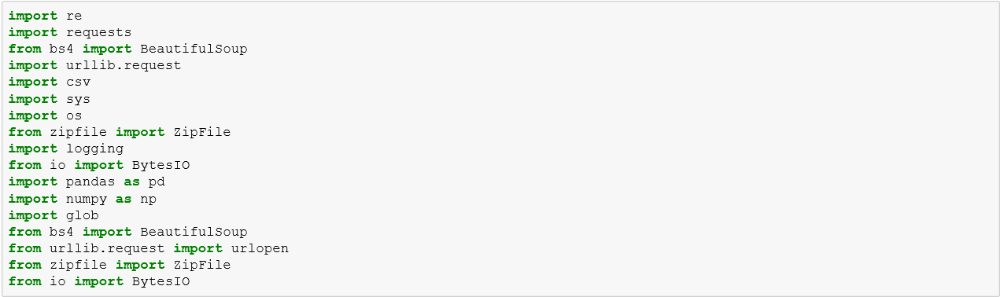 import re
import requests
from bs4 import BeautifulSoup
import urllib.request
import csv
import sys
import os
from zipfile import ZipFile
import logging
from io import BytesIO
import pandas as pd
import numpy as np
import glob
from bs4 import BeautifulSoup
from urllib.request import urlopen
from zipfile import ZipFile
from io import BytesIO